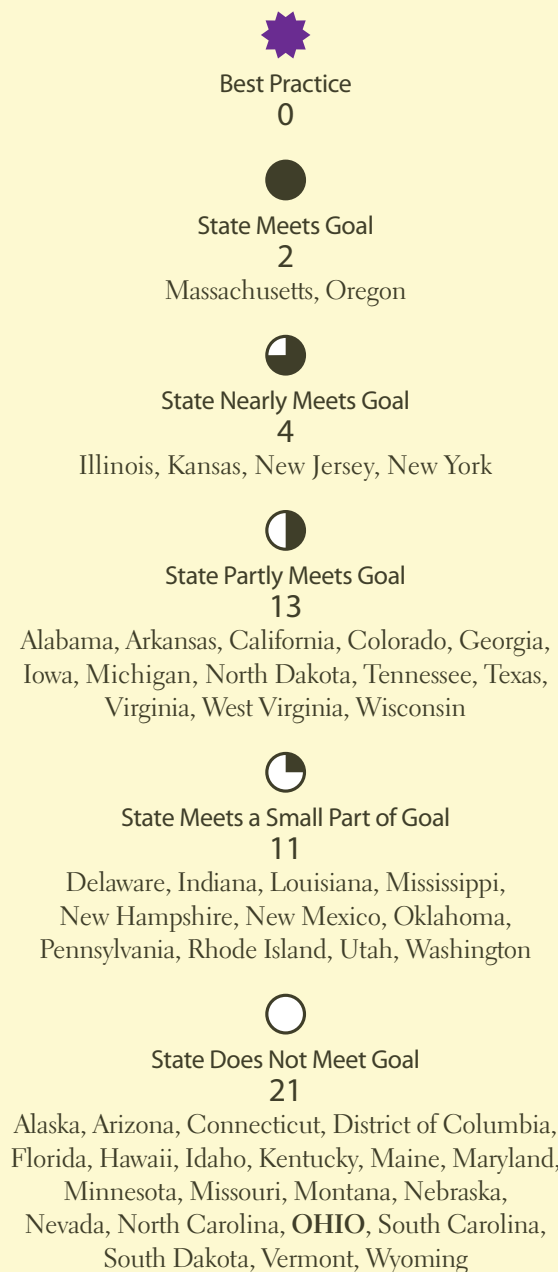 Best Practice
0
State Meets Goal
2
Massachusetts, Oregon
State Nearly Meets Goal
4
Illinois, Kansas, New Jersey, New York
State Partly Meets Goal
13
Alabama, Arkansas, California, Colorado, Georgia,
Iowa, Michigan, North Dakota, Tennessee, Texas,
Virginia, West Virginia, Wisconsin
State Meets a Small Part of Goal
11
Delaware, Indiana, Louisiana, Mississippi,
New Hampshire, New Mexico, Oklahoma,
Pennsylvania, Rhode Island, Utah, Washington
State Does Not Meet Goal
21
Alaska, Arizona, Connecticut, District of Columbia,
Florida, Hawaii, Idaho, Kentucky, Maine, Maryland,
Minnesota, Missouri, Montana, Nebraska,
Nevada, North Carolina, OHIO, South Carolina,
South Dakota, Vermont, Wyoming